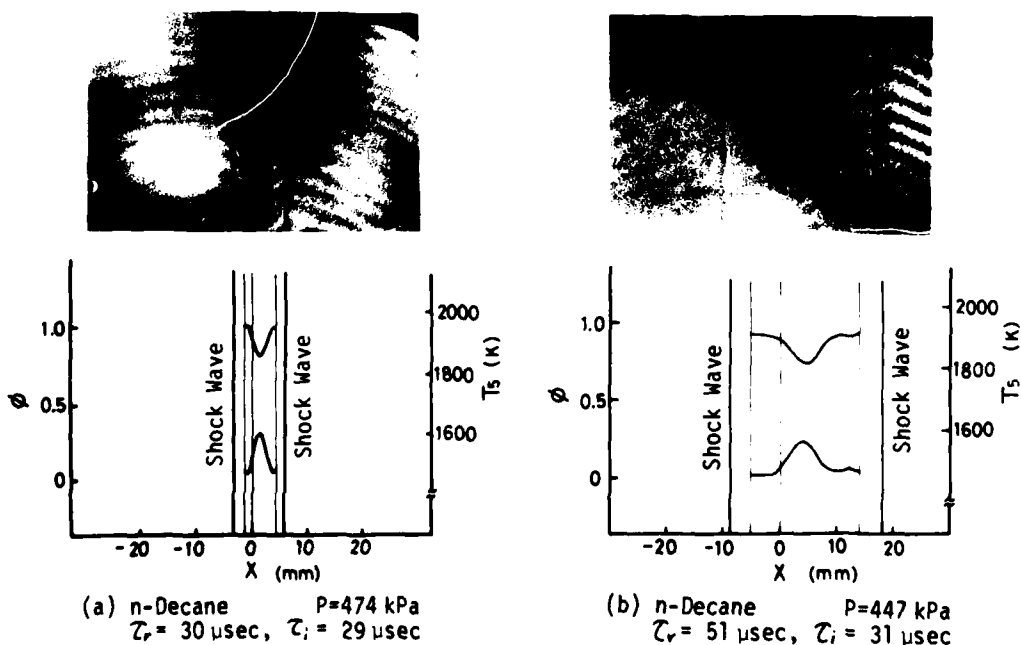 1.0
0.5
0
ϕ
Shock Wave
Shock Wave
2000
1800
1600
T5 (K)
-20 -10 0 10 20
X (mm)
(a) n-Decane P=474 kPa
τr = 30 μsec, τi = 29 μsec
1.0
0.5
0
ϕ
Shock Wave
Shock Wave
2000
1800
1600
T5 (K)
-20 -10 0 10 20
X (mm)
(b) n-Decane P=447 kPa
τr = 51 μsec, τi = 31 μsec